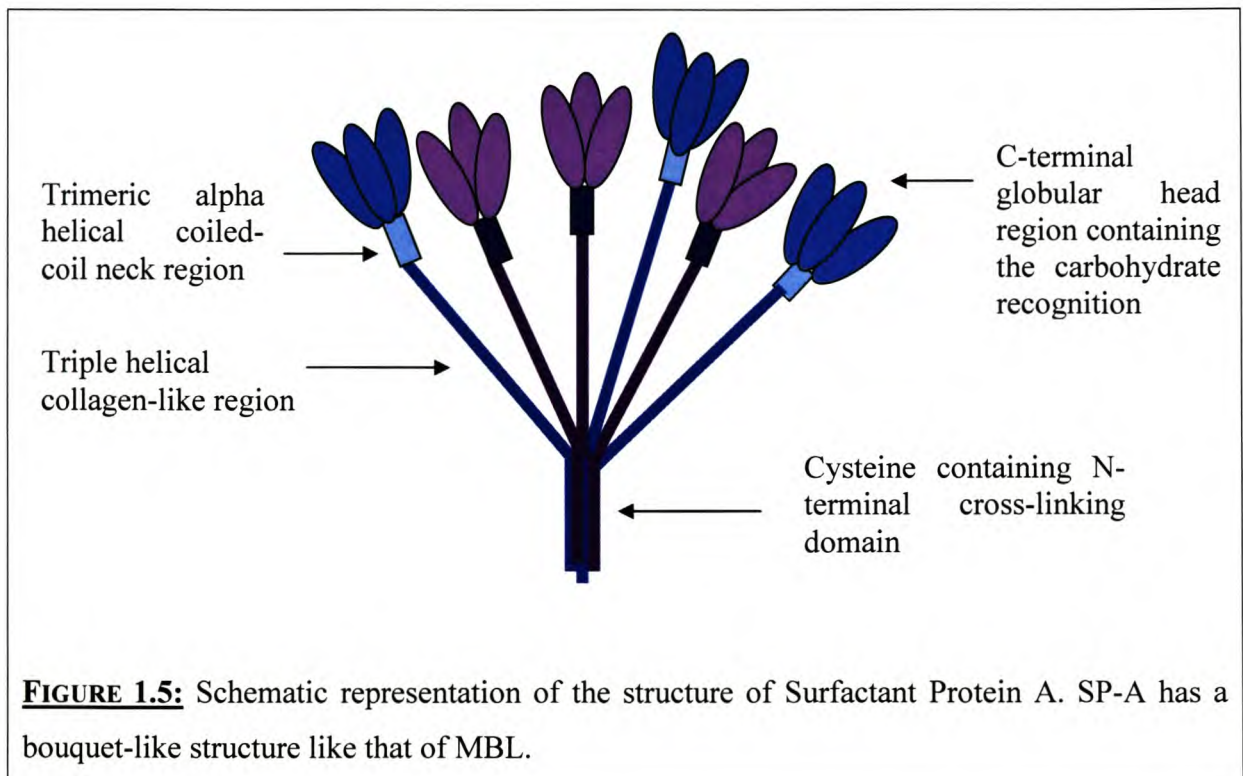 Trimeric alpha
helical coiled-
coil neck region
Triple helical
collagen-like region
C-terminal
globular head
region containing
the carbohydrate
recognition
Cysteine containing N-
terminal cross-linking
domain
FIGURE 1.5: Schematic representation of the structure of Surfactant Protein A. SP-A has a
bouquet-like structure like that of MBL.